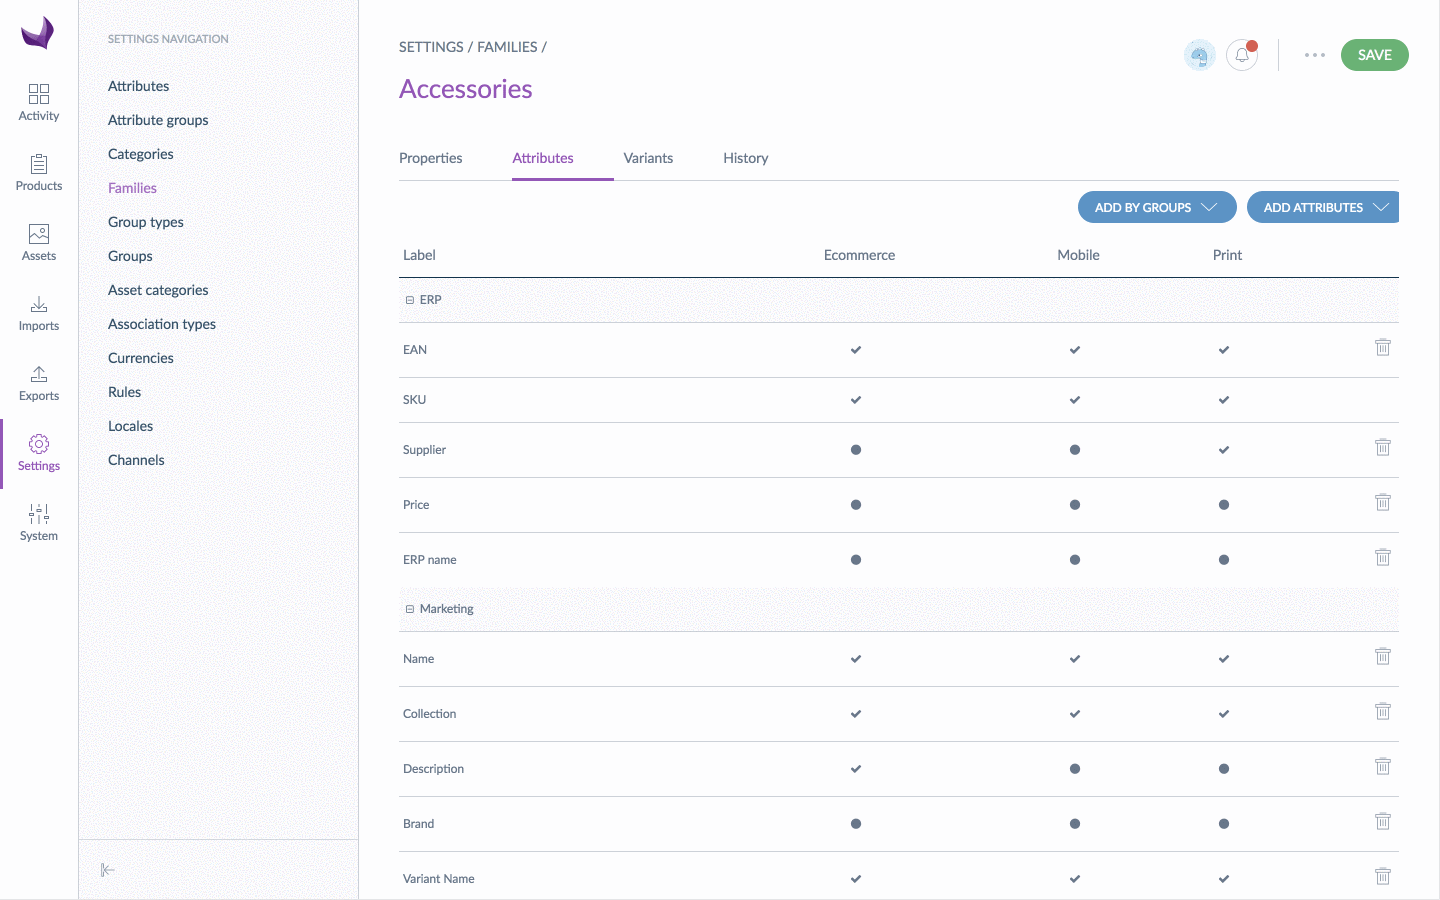 Activity
Products
Assets
Imports
Exports
Settings
System
SETTINGS NAVIGATION
Attributes
Attribute groups
Categories
Families
Group types
Groups
Asset categories
Association types
Currencies
Rules
Locales
Channels
SETTINGS / FAMILIES /
SAVE
Accessories
Properties Attributes Variants History
ADD BY GROUPS ADD ATTRIBUTES
Label Ecommerce Mobile Print
ERP
EAN
SKU
Supplier
Price
ERP name
Marketing
Name
Collection
Description
Brand
Variant Name